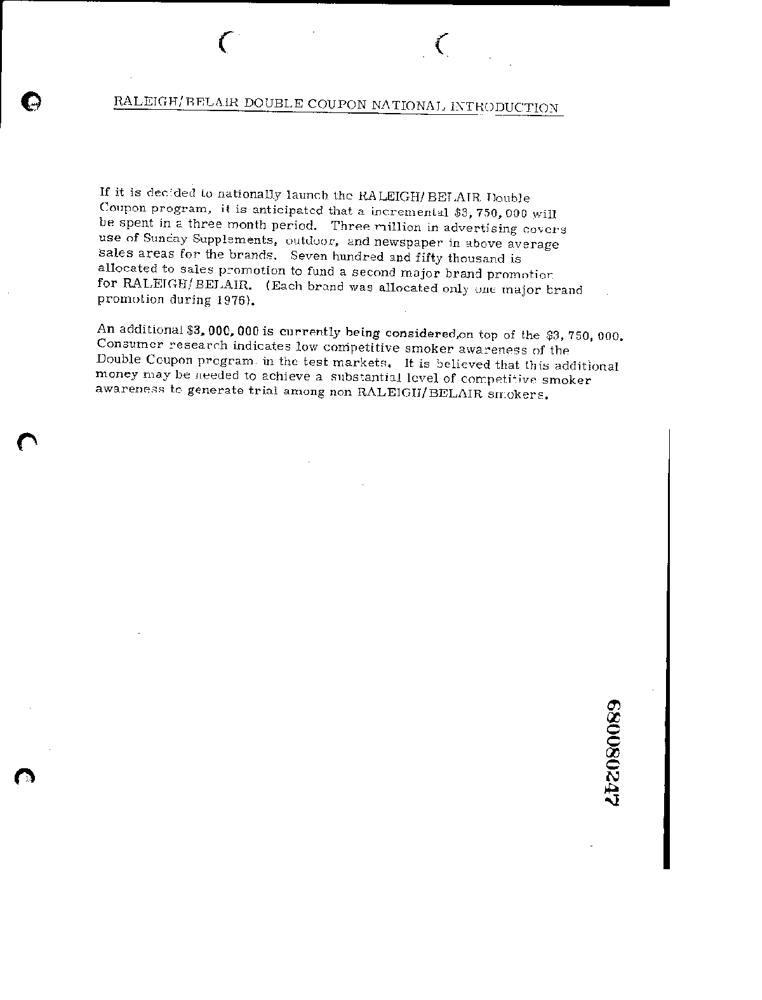 RALEIGH/BELAIR DOUBLE COUPON NATIONAL INTRODUCTION
If it is decided to nationally launch the RALEIGH/BELAIR Double
Coupon program, it is anticipated that a incremental $3,750,000 will
be spent in a three month period. Three million in advertising covers
use of Sunday Supplements, outdoor, and newspaper in above average
sales areas for the brands. Seven hundred and fifty thousand is
allocated to sales promotion to fund a second major brand promotion
for RALEIGH/BELAIR. (Each brand was allocated only one major brand
promotion during 1976).
An additional $3,000,000 is currently being considered,on top of the $3,750,000.
Consumer research indicates low competitive smoker awareness of the
Double Coupon program in the test markets. It is believed that this additional
money may be needed to achieve a substantial level of competitive smoker
awareness to generate trial among non RALEIGH/BELAIR smokers.
680080247